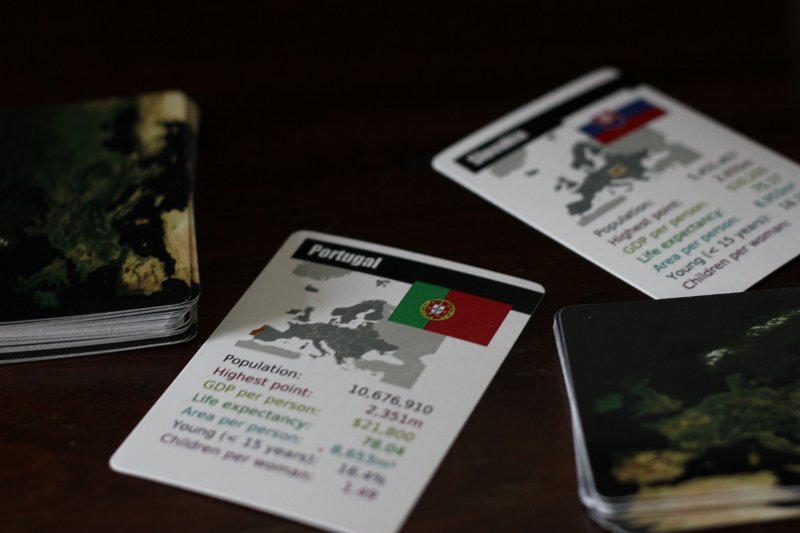 Portugal
Population: 10,676,910
Highest point: 2,351m
GDP per person: $21,800
Life expectancy: 78.04
Area per person: 8,653m²
Young (< 15 years): 16.4%
Children per woman: 1.48
Population:
Highest point:
GDP per person:
Life expectancy:
Area per person:
Young (< 15 years):
Children per woman: